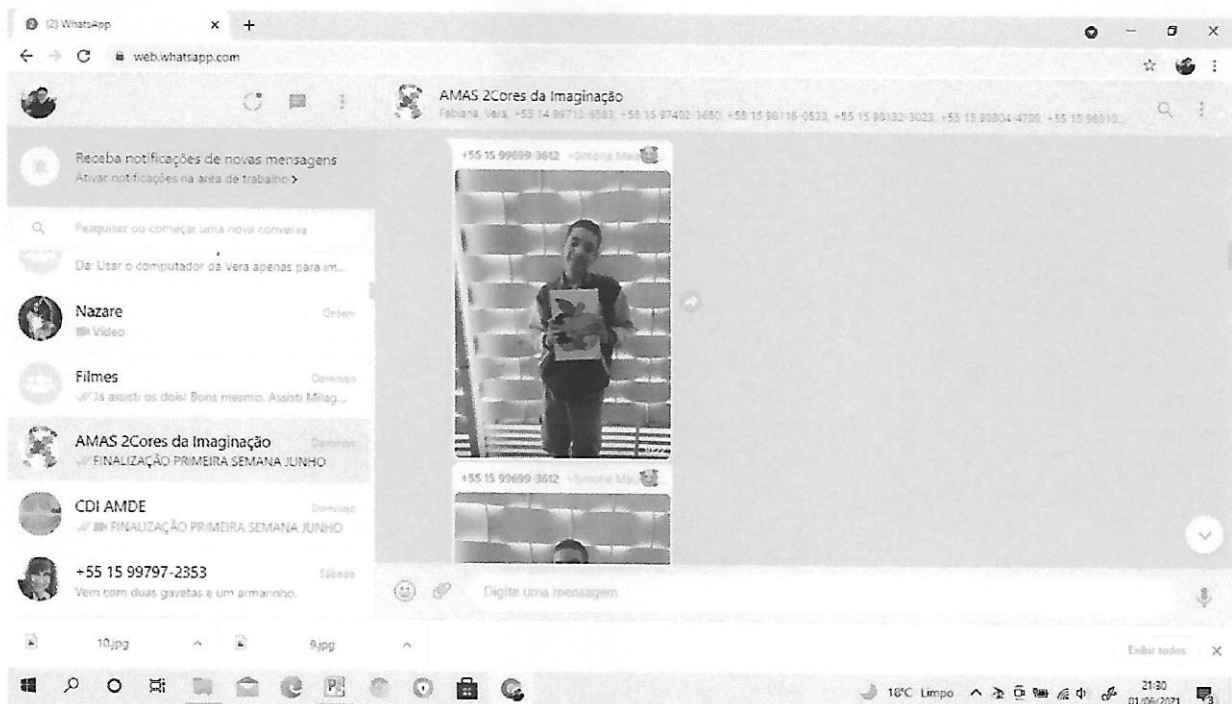 (2) WhatsApp
web.whatsapp.com
AMAS 2Cores da Imaginação
Fabiana, Vera,
Receba notificações de novas mensagens
Ativar notificações na área de trabalho >
Pesquisar ou começar uma nova conversa
Da: Usar o computador da Vera apenas para im...
Nazare
Ontem
Vídeo
Filmes
Domingo
Já assisti os dois! Bons mesmo. Assisti Milag...
AMAS 2Cores da Imaginação
Domingo
FINALIZAÇÃO PRIMEIRA SEMANA JUNHO
CDI AMDE
Domingo
FINALIZAÇÃO PRIMEIRA SEMANA JUNHO
+55 15 99797-2353
Sábado
Vem com duas gavetas e um armarinho.
+55 15 99699-3612
+55 15 99699-3612
Digite uma mensagem
10.jpg
9.jpg
Exibir todos
18°C Limpo
21:30
01/06/2021